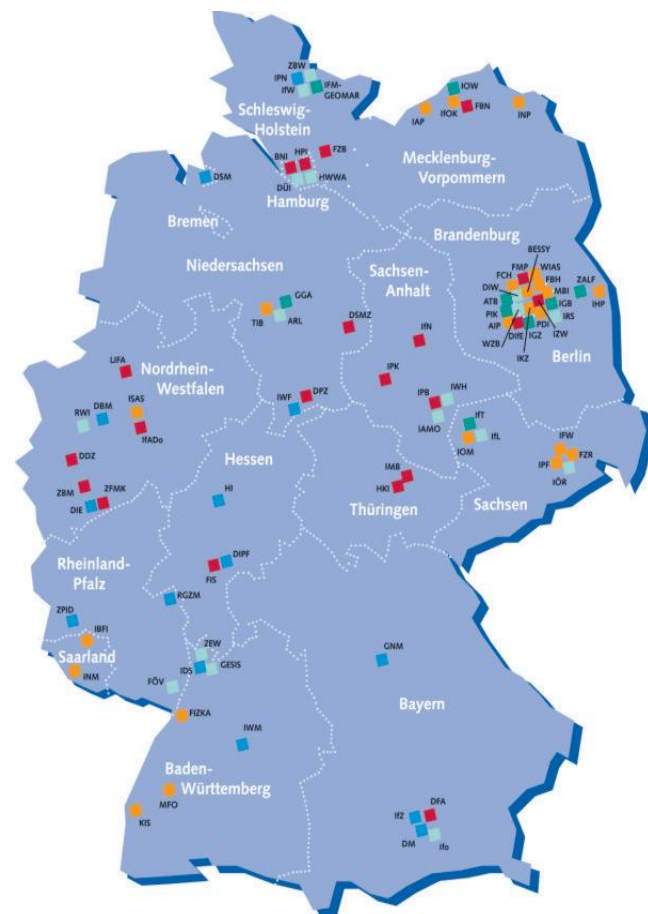 ZBW
IPN
IfW
IFM-
GEOMAR
Schleswig-
Holstein
IOW
IAP
IfOK
FBN
INP
Mecklenburg-
Vorpommern
BNI
HPI
FZB
DÜI
HWWA
Hamburg
DSM
Bremen
Niedersachsen
Brandenburg
BESSY
FMP
WIAS
FCH
FBH
DIW
MBI
ZALF
ATB
IGB
IHP
PIK
IRS
AIP
PDI
DIfE
IGZ
IZW
WZB
IKZ
Berlin
Sachsen-
Anhalt
GGA
TIB
ARL
DSMZ
IfN
LIFA
Nordrhein-
Westfalen
IPK
IWF
DPZ
IPB
IWH
IAMO
RWI
DBM
ISAS
IfADo
IfT
IOM
IfL
IFW
FZR
IPF
IÖR
DDZ
Hessen
IMB
HKI
Thüringen
Sachsen
ZBM
ZFMK
DIE
HI
Rheinland-
Pfalz
FIS
DIPF
RGZM
ZPID
IBFI
Saarland
INM
ZEW
IDS
GESIS
FÖV
GNM
Bayern
FIZKA
IWM
Baden-
Württemberg
MFO
KIS
IfZ
DFA
DM
Ifo